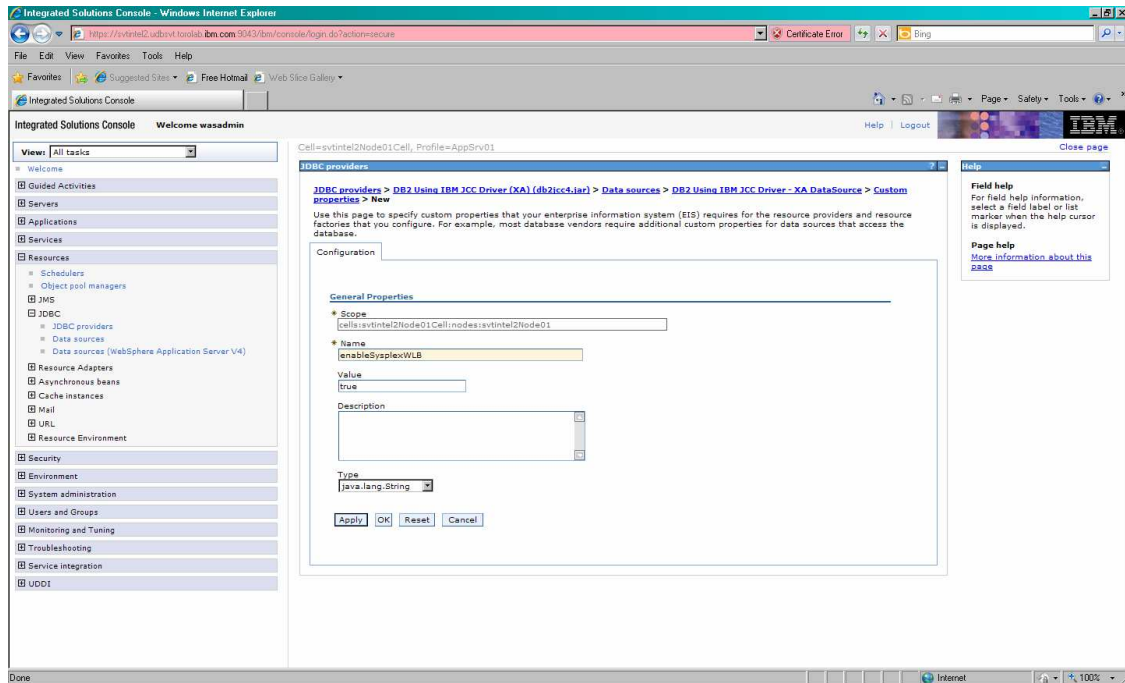 Integrated Solutions Console - Windows Internet Explorer
https://svtintel2.udbsvt.torolab.ibm.com:9043/ibm/console/login.do?action=secure
Certificate Error
Bing
File Edit View Favorites Tools Help
Favorites Suggested Sites Free Hotmail Web Slice Gallery
Integrated Solutions Console
Page Safety Tools
Integrated Solutions Console Welcome wasadmin
Help Logout
IBM.
View: All tasks
Welcome
Guided Activities
Servers
Applications
Services
Resources
Schedulers
Object pool managers
JMS
JDBC
JDBC providers
Data sources
Data sources (WebSphere Application Server V4)
Resource Adapters
Asynchronous beans
Cache instances
Mail
URL
Resource Environment
Security
Environment
System administration
Users and Groups
Monitoring and Tuning
Troubleshooting
Service integration
UDDI
Cell=svtintel2Node01Cell, Profile=AppSrv01
Close page
JDBC providers
?
JDBC providers > DB2 Using IBM JCC Driver (XA) (db2jcc4.jar) > Data sources > DB2 Using IBM JCC Driver - XA DataSource > Custom
properties > New
Use this page to specify custom properties that your enterprise information system (EIS) requires for the resource providers and resource
factories that you configure. For example, most database vendors require additional custom properties for data sources that access the
database.
Configuration
General Properties
* Scope
cells:svtintel2Node01Cell:nodes:svtintel2Node01
* Name
enableSysplexWLB
Value
true
Description
Type
java.lang.String
Apply OK Reset Cancel
Help
Field help
For field help information,
select a field label or list
marker when the help cursor
is displayed.
Page help
More information about this
page
Done
Internet
100%